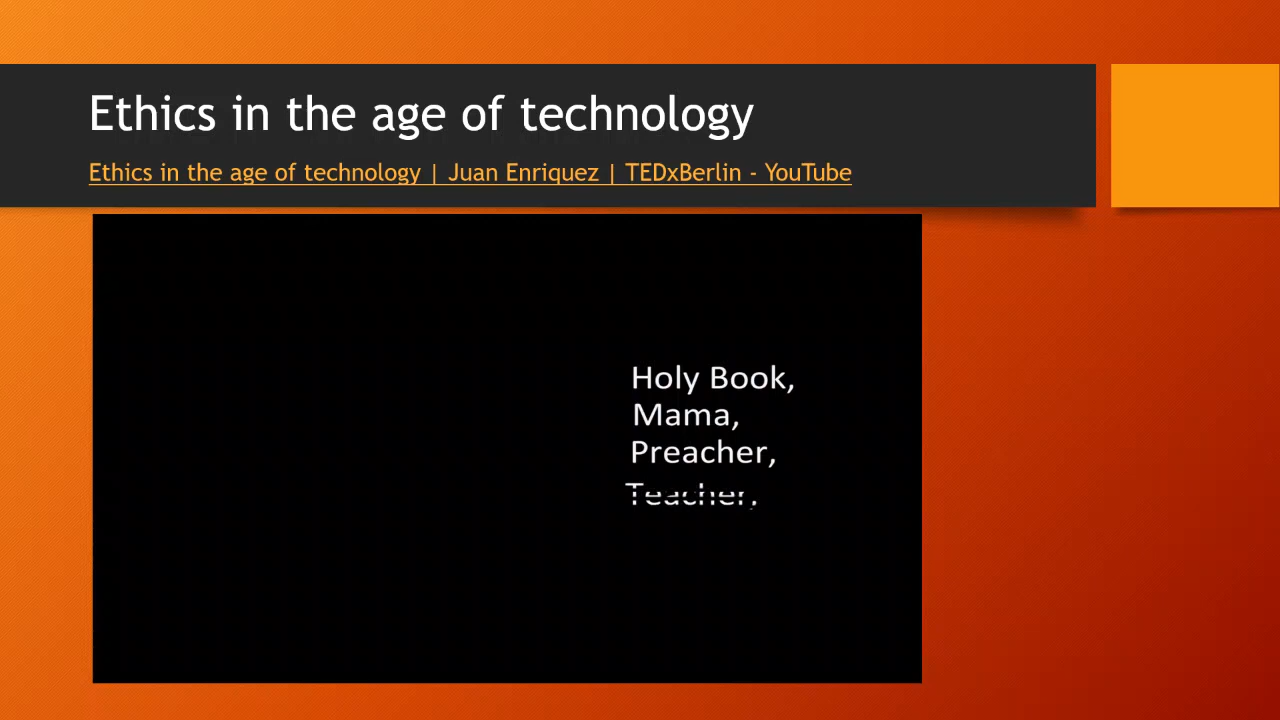 Ethics in the age of technology
Ethics in the age of technology | Juan Enriquez | TEDxBerlin - YouTube
Holy Book,
Mama,
Preacher,
Teacher,